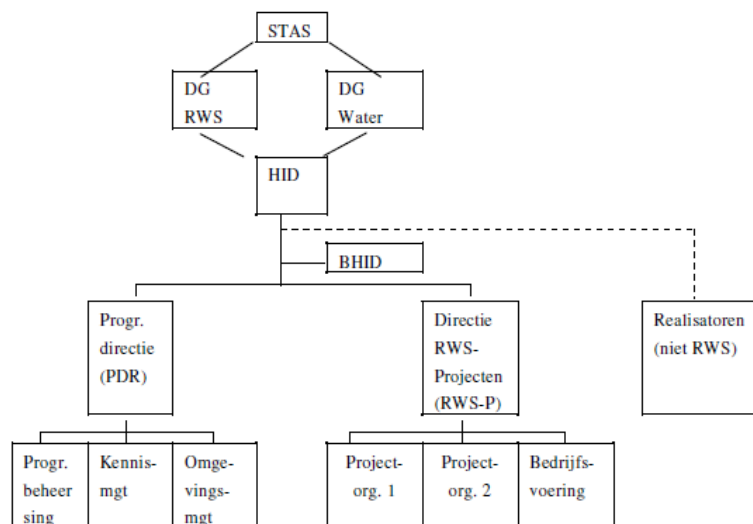 STAS
DG
RWS
DG
Water
HID
BHID
Progr.
directie
(PDR)
Directie
RWS-
Projecten
(RWS-P)
Realisatoren
(niet RWS)
Progr.
beheer
sing
Kennis-
mgt
Omge-
vings-
mgt
Project-
org. 1
Project-
org. 2
Bedrijfs-
voering